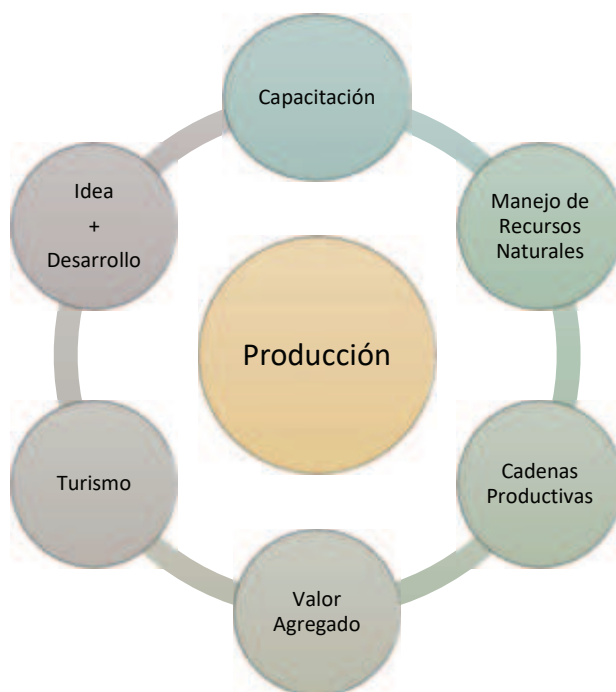 Capacitación
Manejo de
Recursos
Naturales
Cadenas
Productivas
Valor
Agregado
Turismo
Idea
+
Desarrollo
Producción